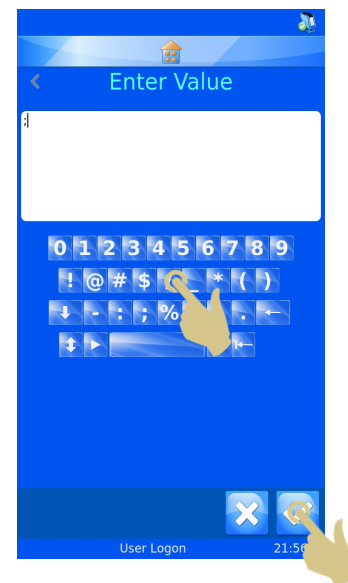 Enter Value
;
0 1 2 3 4 5 6 7 8 9
! @ # $ _ * ( )
- : ; % .
User Logon 21:56